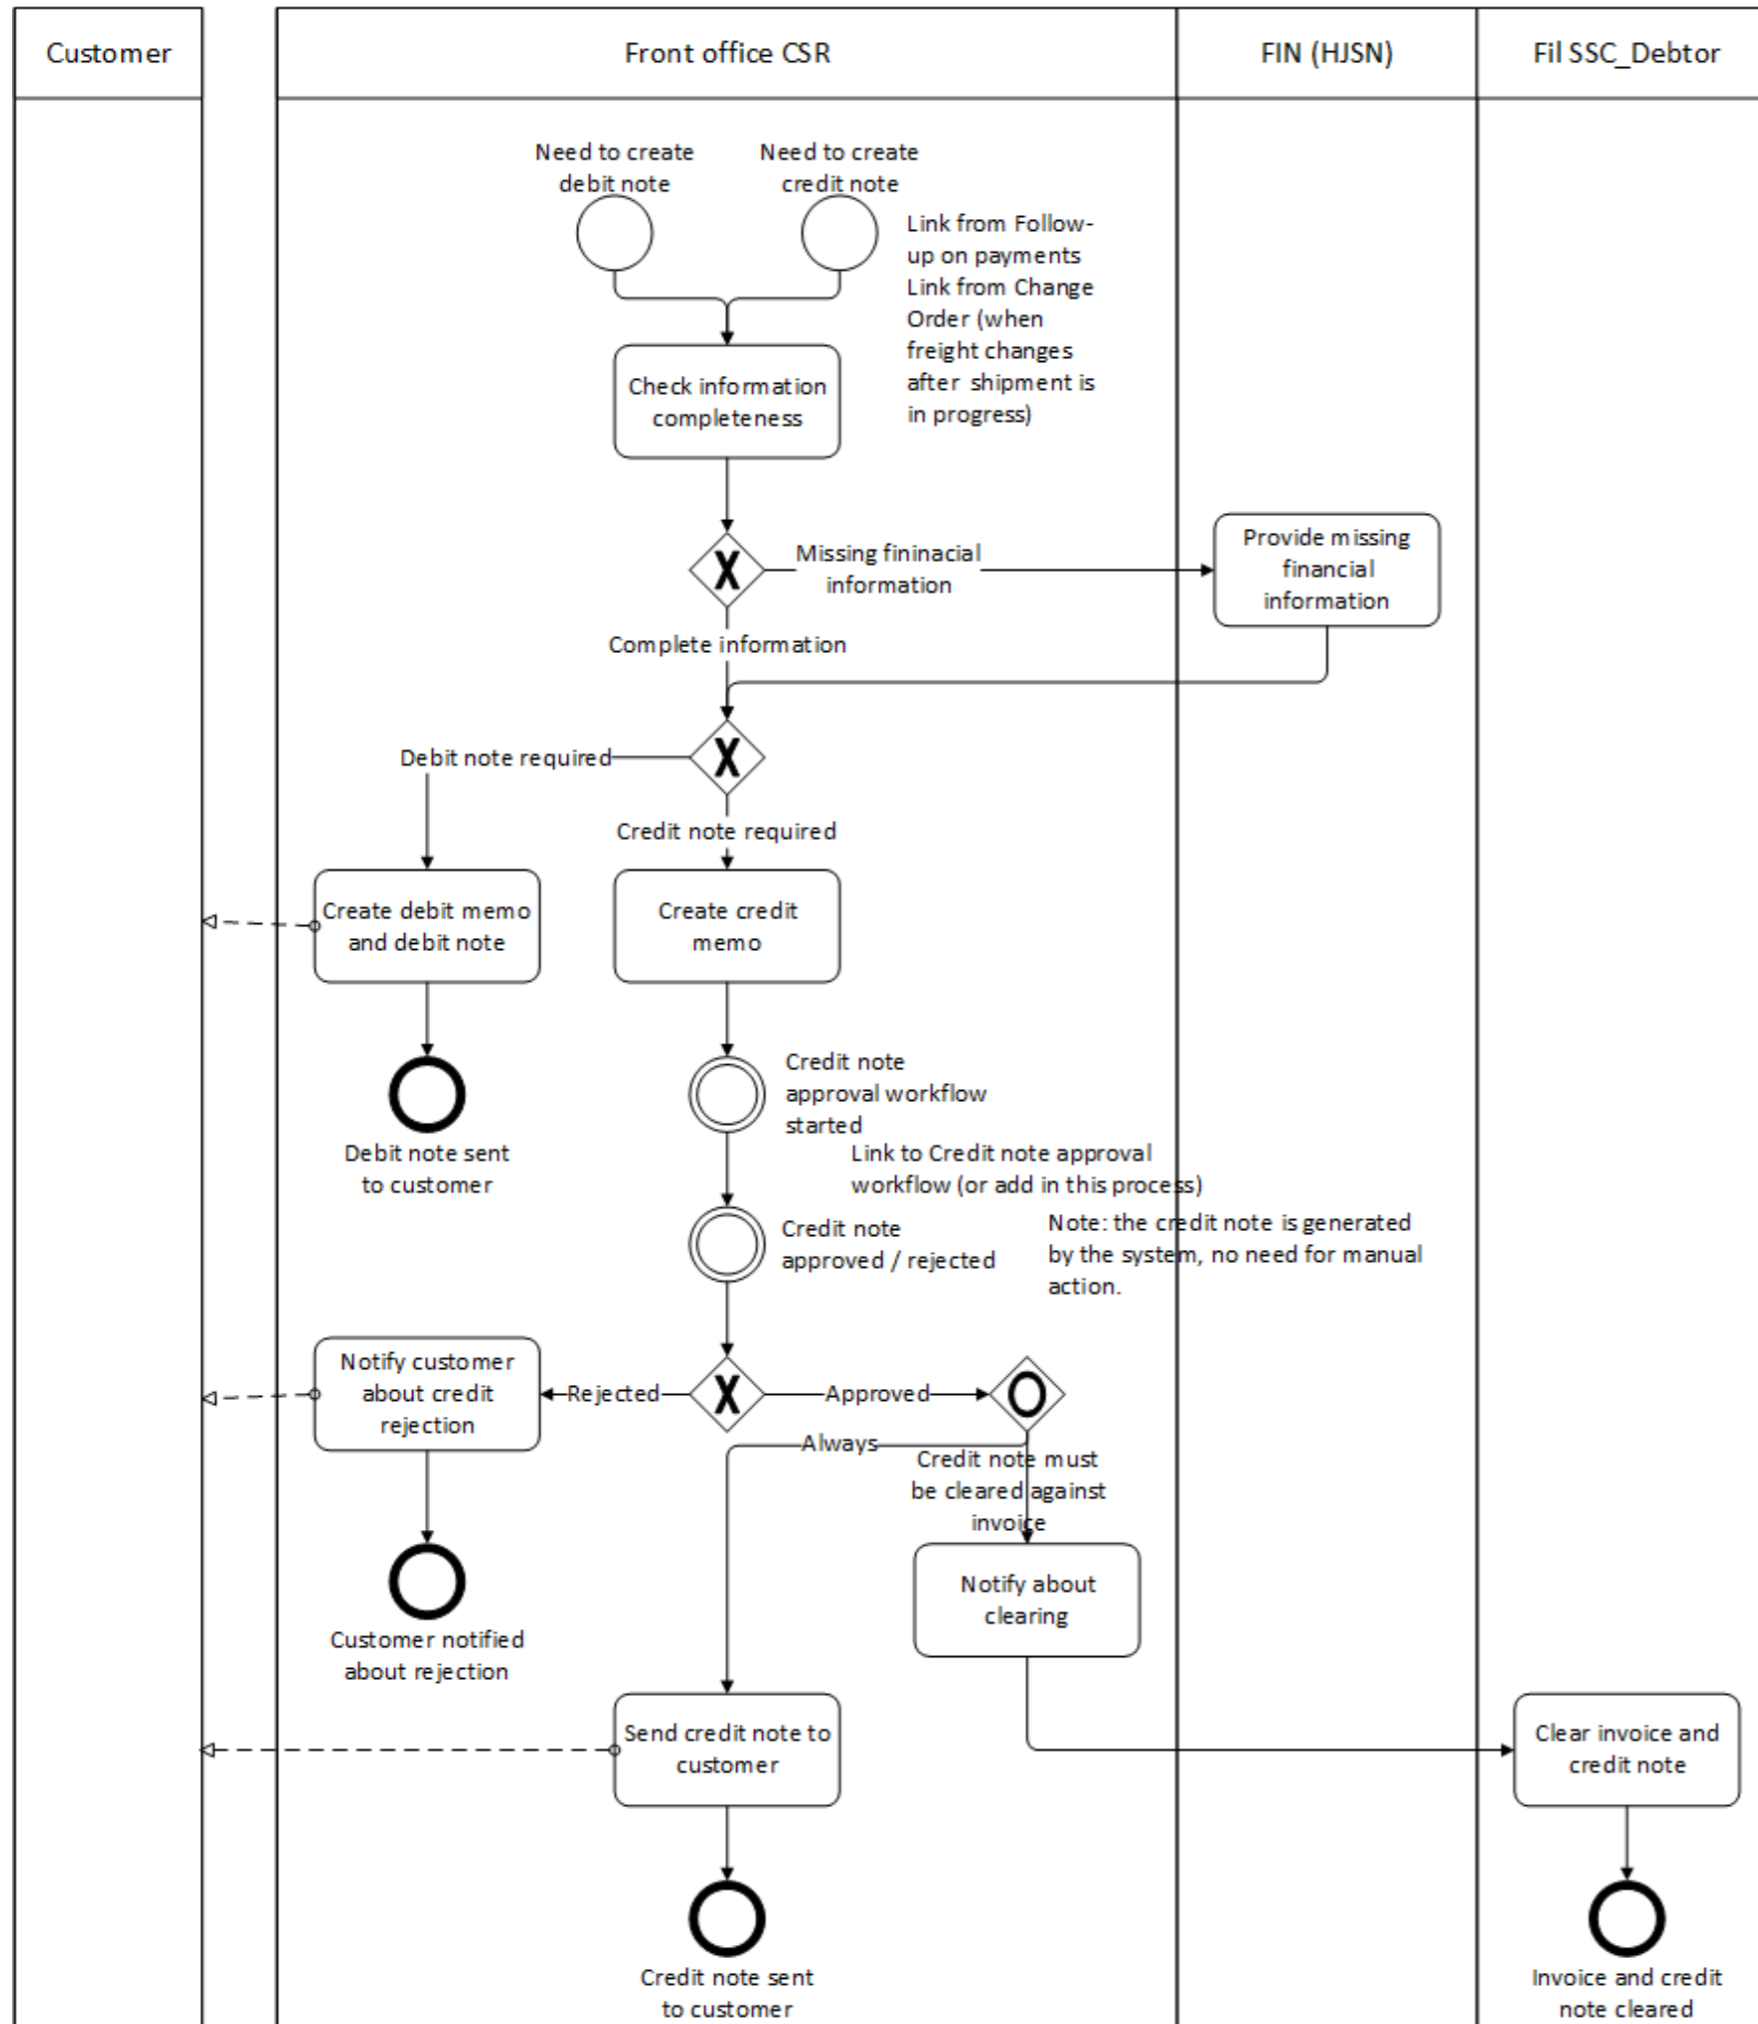 Customer
Front office CSR
FIN (HJSN)
Fil SSC_Debtor
Need to create
debit note
Need to create
credit note
Link from Follow-
up on payments
Link from Change
Order (when
freight changes
after shipment is
in progress)
Check information
completeness
Missing fininacial
information
Provide missing
financial
information
Complete information
Debit note required
Credit note required
Create debit memo
and debit note
Create credit
memo
Credit note
approval workflow
started
Debit note sent
to customer
Link to Credit note approval
workflow (or add in this process)
Credit note
approved / rejected
Note: the credit note is generated
by the system, no need for manual
action.
Notify customer
about credit
rejection
Rejected
X
Approved
Always
Credit note must
be cleared against
invoice
Notify about
clearing
Customer notified
about rejection
Send credit note to
customer
Clear invoice and
credit note
Credit note sent
to customer
Invoice and credit
note cleared